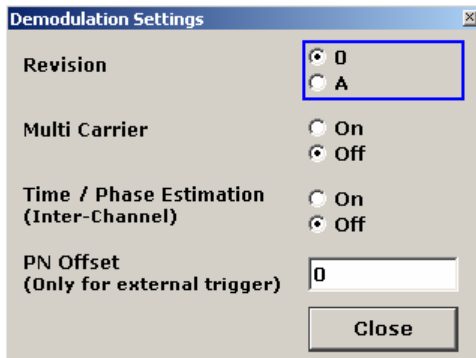 Demodulation Settings
Revision
0
A
Multi Carrier
On
Off
Time / Phase Estimation
(Inter-Channel)
On
Off
PN Offset
(Only for external trigger)
0
Close